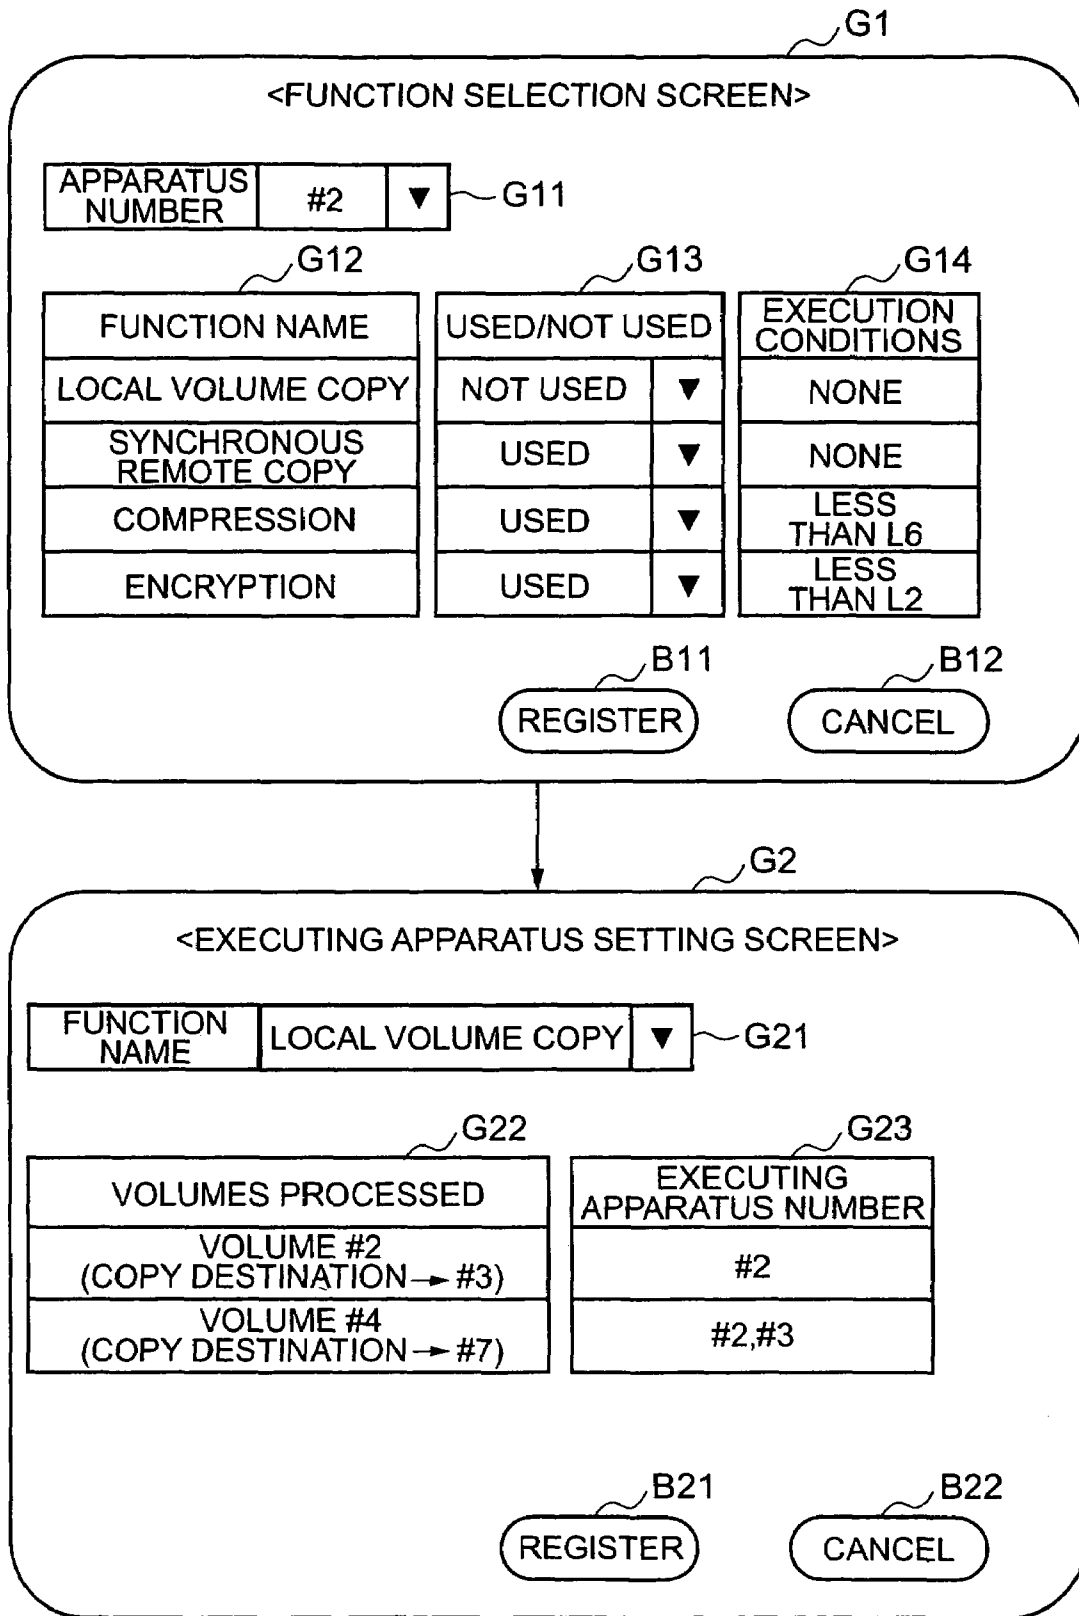 G1
<FUNCTION SELECTION SCREEN>
APPARATUS
NUMBER
#2
▼
G11
G12
G13
G14
FUNCTION NAME
USED/NOT USED
EXECUTION
CONDITIONS
LOCAL VOLUME COPY
NOT USED
▼
NONE
SYNCHRONOUS
REMOTE COPY
USED
▼
NONE
COMPRESSION
USED
▼
LESS
THAN L6
ENCRYPTION
USED
▼
LESS
THAN L2
B11
B12
REGISTER
CANCEL
G2
<EXECUTING APPARATUS SETTING SCREEN>
FUNCTION
NAME
LOCAL VOLUME COPY
▼
G21
G22
G23
VOLUMES PROCESSED
EXECUTING
APPARATUS NUMBER
VOLUME #2
(COPY DESTINATION→#3)
#2
VOLUME #4
(COPY DESTINATION→#7)
#2,#3
B21
B22
REGISTER
CANCEL